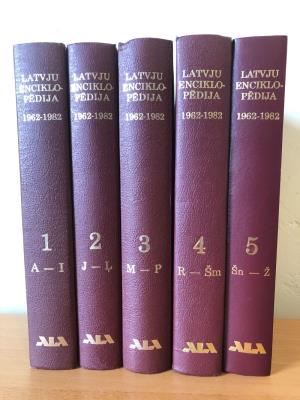 LATVJU
ENCIKLO-
PĒDIJA
1962-1982
1
A — I
ALA
LATVJU
ENCIKLO-
PĒDIJA
1962-1982
2
J — Ļ
ALA
LATVJU
ENCIKLO-
PĒDIJA
1962-1982
3
M — P
ALA
LATVJU
ENCIKLO-
PĒDIJA
1962-1982
4
R — Šm
ALA
LATVJU
ENCIKLO-
PĒDIJA
1962-1982
5
Šn — Ž
ALA